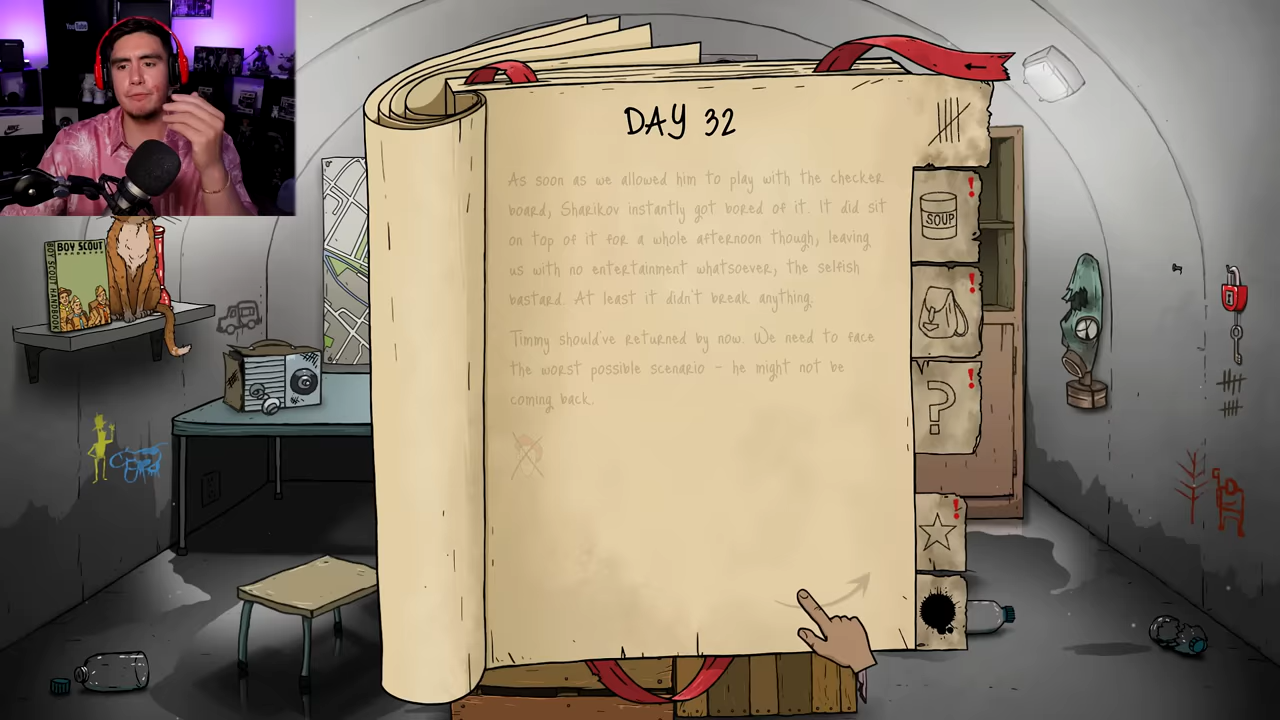 YouTube
DAY 32
As soon as we allowed him to play with the checker
board, Sharikov instantly got bored of it. It did sit
on top of it for a whole afternoon though, leaving
us with no entertainment whatsoever, the selfish
bastard. At least it didn't break anything.
Timmy should've returned by now. We need to face
the worst possible scenario - he might not be
coming back.
SOUP
!
!
?
!
!
BOY SCOUT
BOY SCOUT HANDBOOK